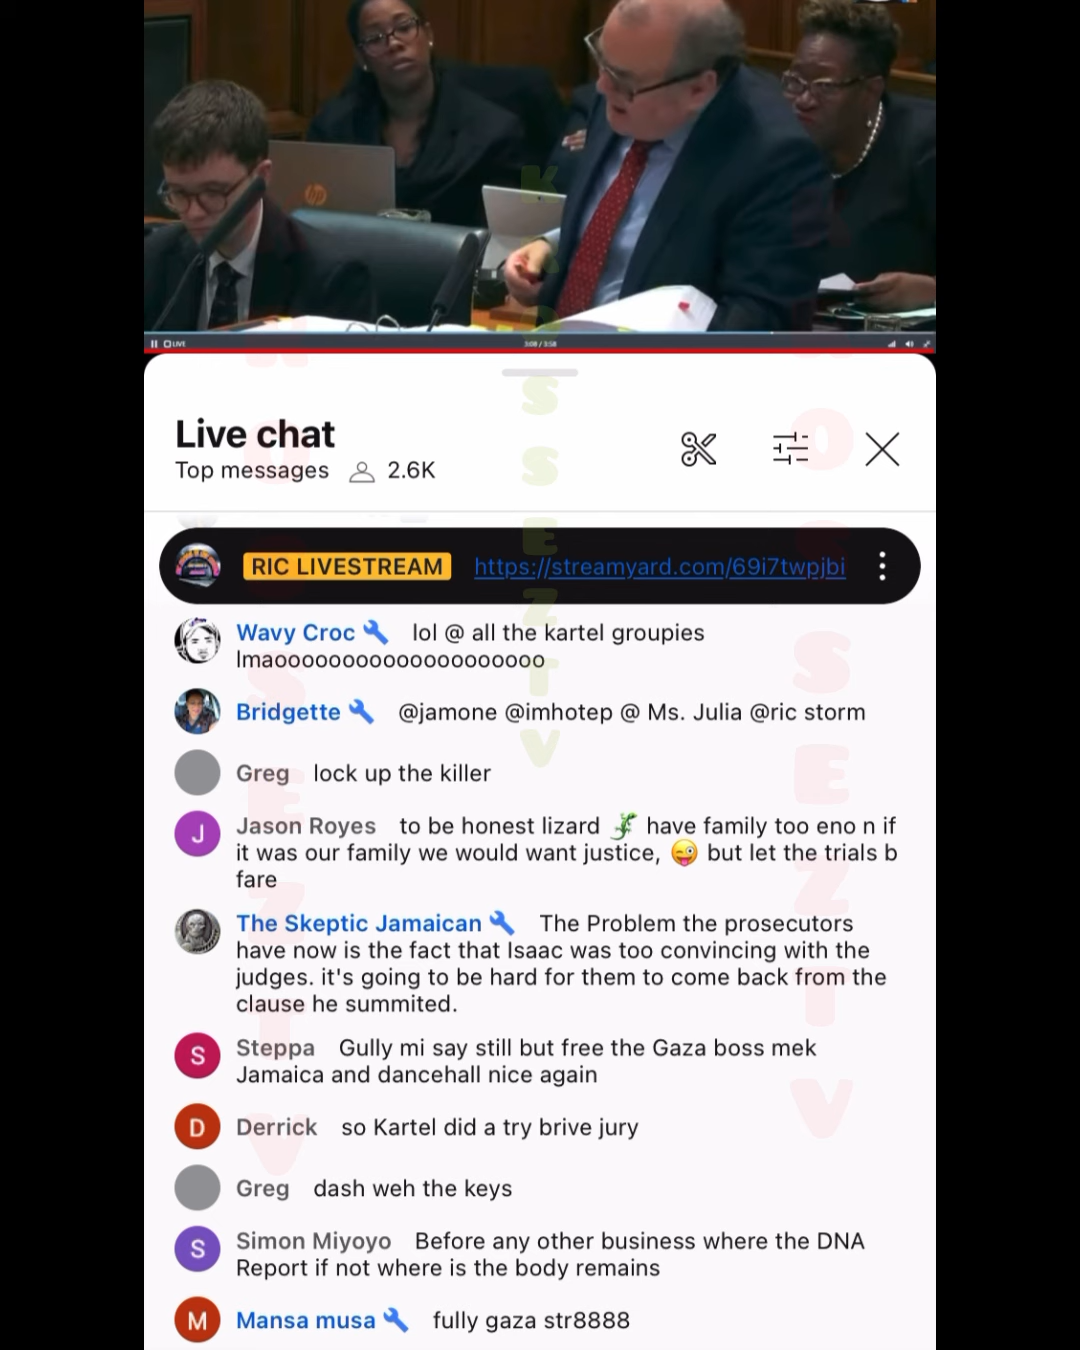 hp
LIVE
3:08 / 3:58
Live chat
Top messages 2.6K
RIC LIVESTREAM https://streamyard.com/69i7twpjbi
Wavy Croc lol @ all the kartel groupies
lmaoooooooooooooooooooo
Bridgette @jamone @imhotep @ Ms. Julia @ric storm
Greg lock up the killer
J
Jason Royes to be honest lizard 🦎 have family too eno n if
it was our family we would want justice, 😜 but let the trials b
fare
The Skeptic Jamaican The Problem the prosecutors
have now is the fact that Isaac was too convincing with the
judges. it's going to be hard for them to come back from the
clause he summited.
S
Steppa Gully mi say still but free the Gaza boss mek
Jamaica and dancehall nice again
D
Derrick so Kartel did a try brive jury
Greg dash weh the keys
S
Simon Miyoyo Before any other business where the DNA
Report if not where is the body remains
M
Mansa musa fully gaza str8888